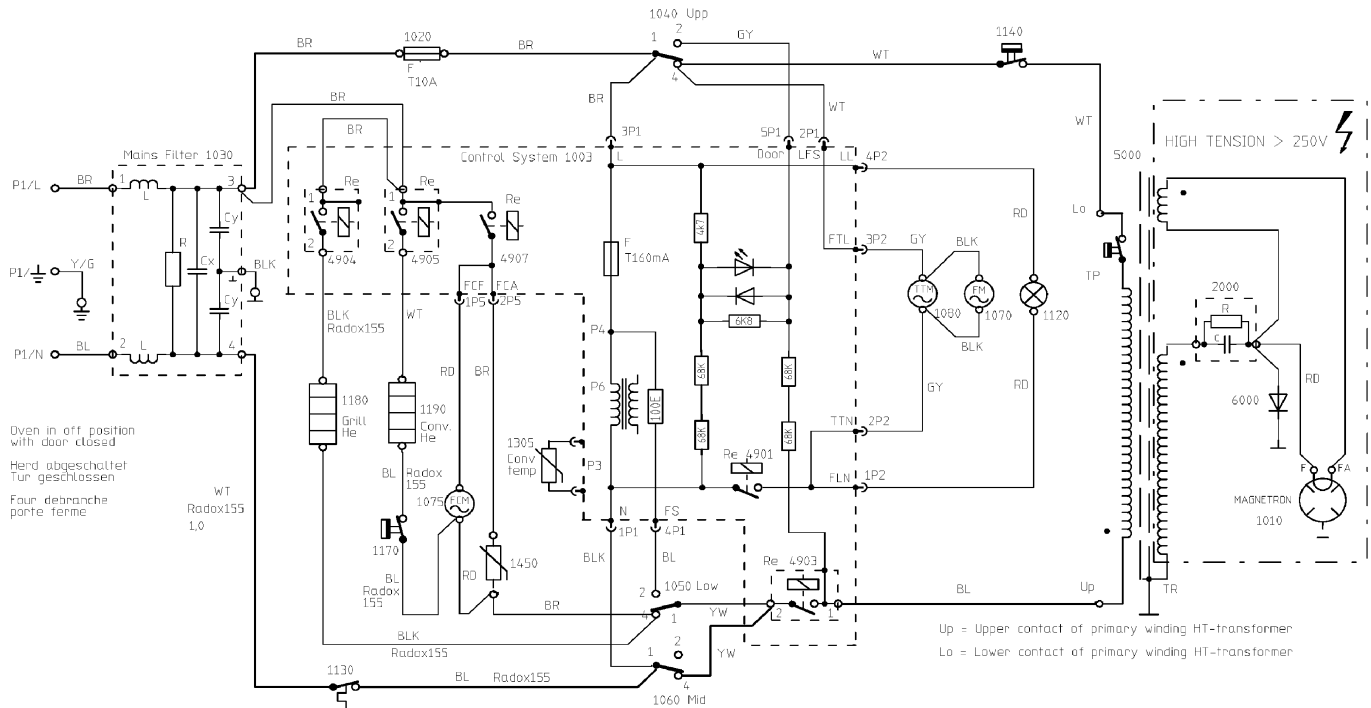 1040 Upp
2
1
4
GY
BR
1020
BR
F
T10A
WT
1140
BR
BR
WT
WT
HIGH TENSION > 250V
Mains Filter 1030
3P1
5P1
2P1
Control System 1003
L
Door
LFS
LL
4P2
5000
P1/L
BR
1
L
3
Re
1
2
4904
Re
1
2
4905
Re
4907
4k7
RD
Lo
TP
Cy
R
Cx
P1/
Y/G
BLK
Cy
F
T160mA
FTL
3P2
GY
BLK
TTM
1080
FM
1070
1120
BLK
FCF
FCA
1P5
2P5
BLK
Radox155
WT
6K8
2000
R
C
P1/N
BL
2
L
4
P4
RD
BR
P6
100E
68K
68K
GY
RD
RD
6000
1180
Grill
He
1190
Conv.
He
Oven in off position
with door closed
Herd abgeschaltet
Tur geschlossen
Four debranche
porte ferme
1305
Conv
temp
P3
68K
68K
TTN
2P2
Re 4901
FLN
1P2
BL
Radox
155
1075
FCM
F
FA
MAGNETRON
1010
WT
Radox155
1,0
N
FS
1P1
4P1
1170
BLK
BL
1450
RD
BL
Radox
155
Re 4903
2
1
2
1050 Low
4
1
BR
YW
BL
Up
TR
BLK
Radox155
YW
Up = Upper contact of primary winding HT-transformer
Lo = Lower contact of primary winding HT-transformer
1130
BL
Radox155
2
1
4
1060 Mid